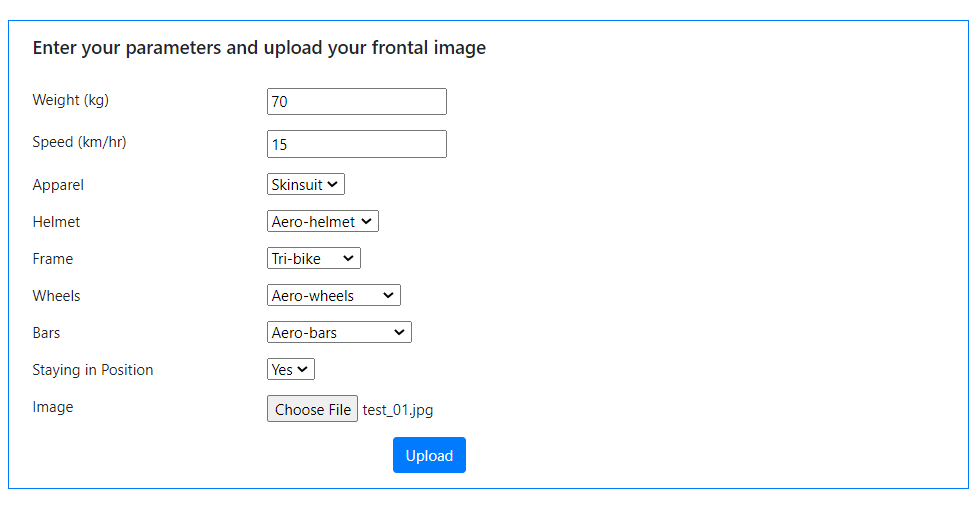 Enter your parameters and upload your frontal image
Weight (kg) 70
Speed (km/hr) 15
Apparel Skinsuit
Helmet Aero-helmet
Frame Tri-bike
Wheels Aero-wheels
Bars Aero-bars
Staying in Position Yes
Image Choose File test_01.jpg
Upload